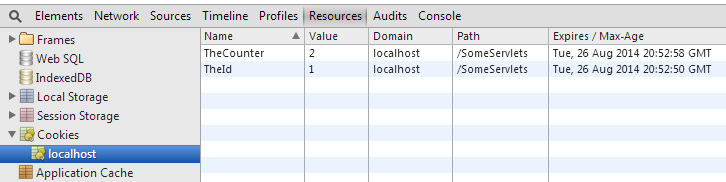 Elements Network Sources Timeline Profiles Resources Audits Console
Frames
Web SQL
IndexedDB
Local Storage
Session Storage
Cookies
localhost
Application Cache
Name Value Domain Path Expires / Max-Age
TheCounter 2 localhost /SomeServlets Tue, 26 Aug 2014 20:52:58 GMT
TheId 1 localhost /SomeServlets Tue, 26 Aug 2014 20:52:50 GMT